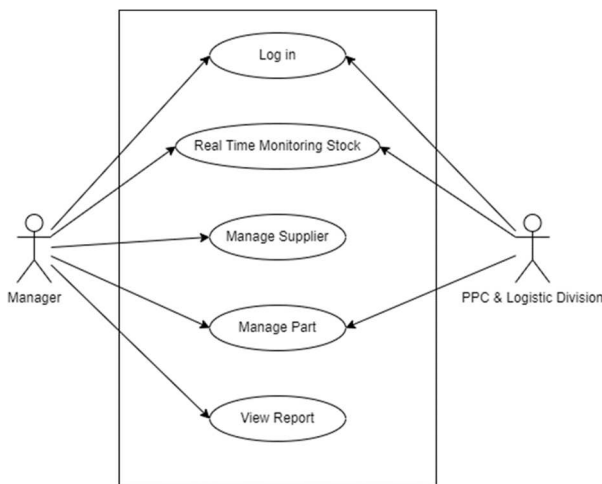 Log in
Real Time Monitoring Stock
Manage Supplier
Manager
PPC & Logistic Division
Manage Part
View Report